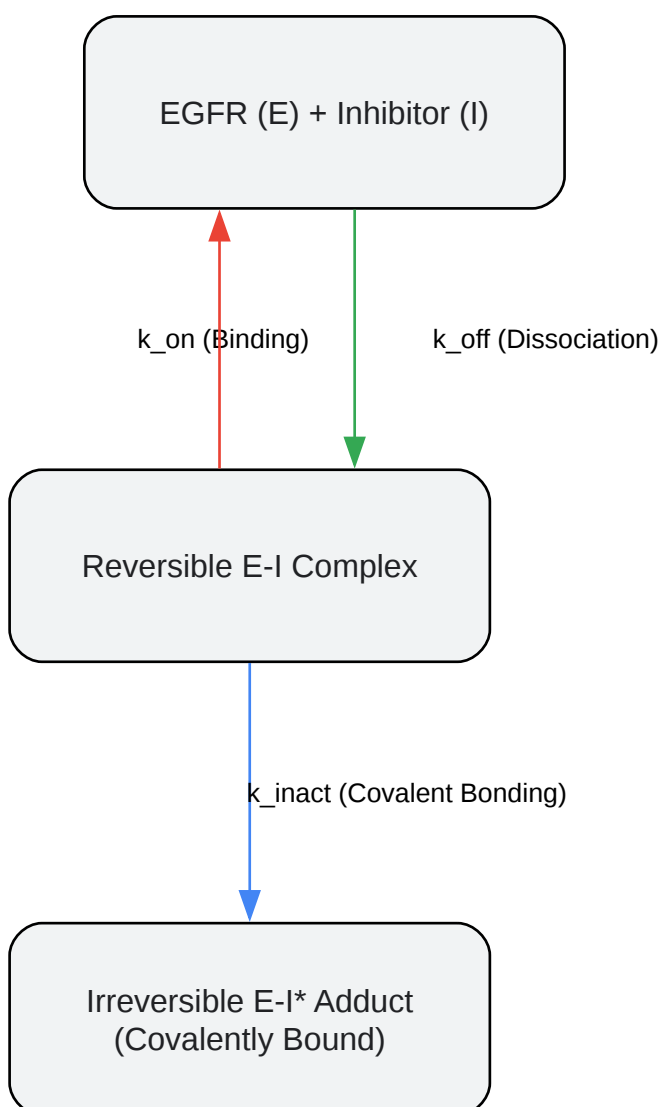 EGFR (E) + Inhibitor (I)
k_on (Binding)
k_off (Dissociation)
Reversible E-I Complex
k_inact (Covalent Bonding)
Irreversible E-I* Adduct
(Covalently Bound)